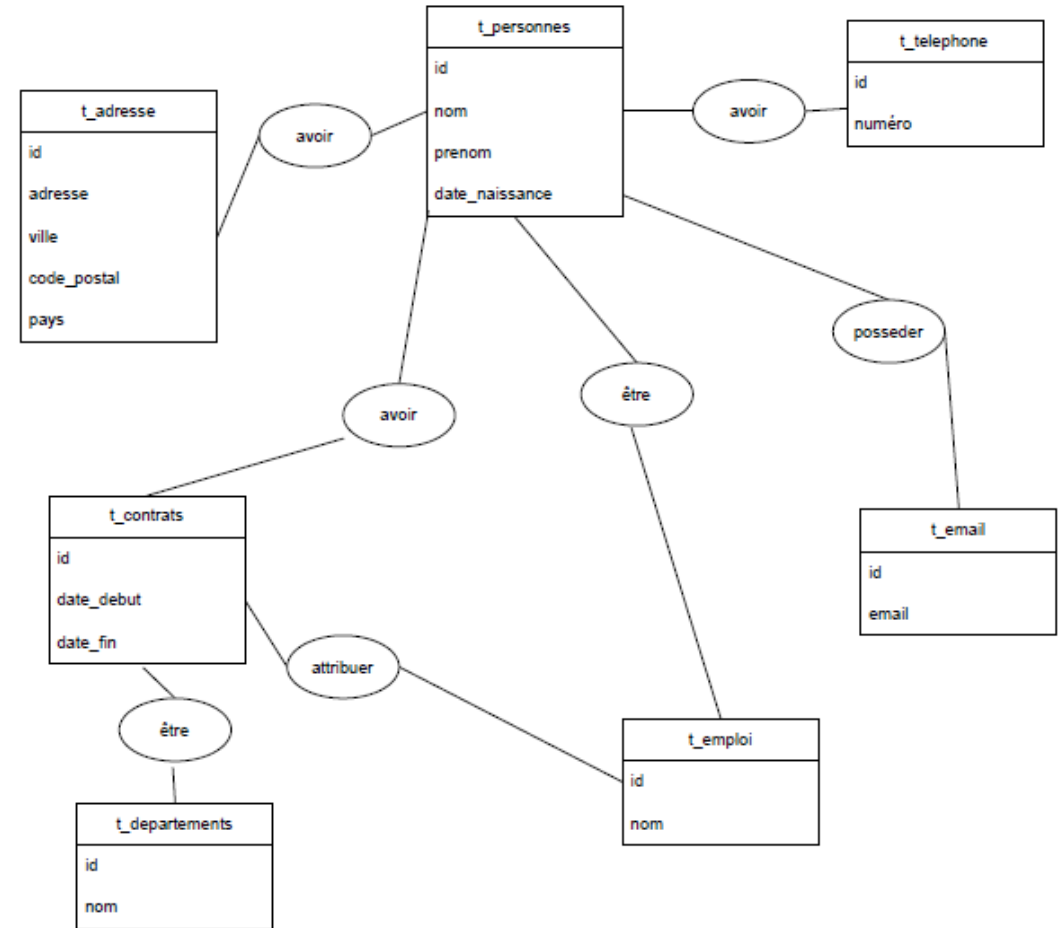 t_personnes
id
nom
prenom
date_naissance
t_telephone
id
numéro
avoir
t_adresse
id
adresse
ville
code_postal
pays
avoir
posseder
être
avoir
t_contrats
id
date_debut
date_fin
t_email
id
email
attribuer
être
t_emploi
id
nom
t_departements
id
nom